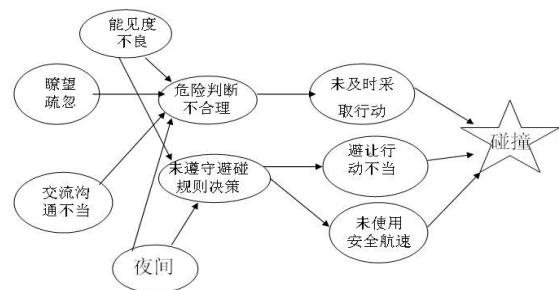 能见度
不良
瞭望
疏忽
危险判断
不合理
未及时采
取行动
碰撞
未遵守避碰
规则决策
避让行
动不当
交流沟
通不当
未使用
安全航速
夜间